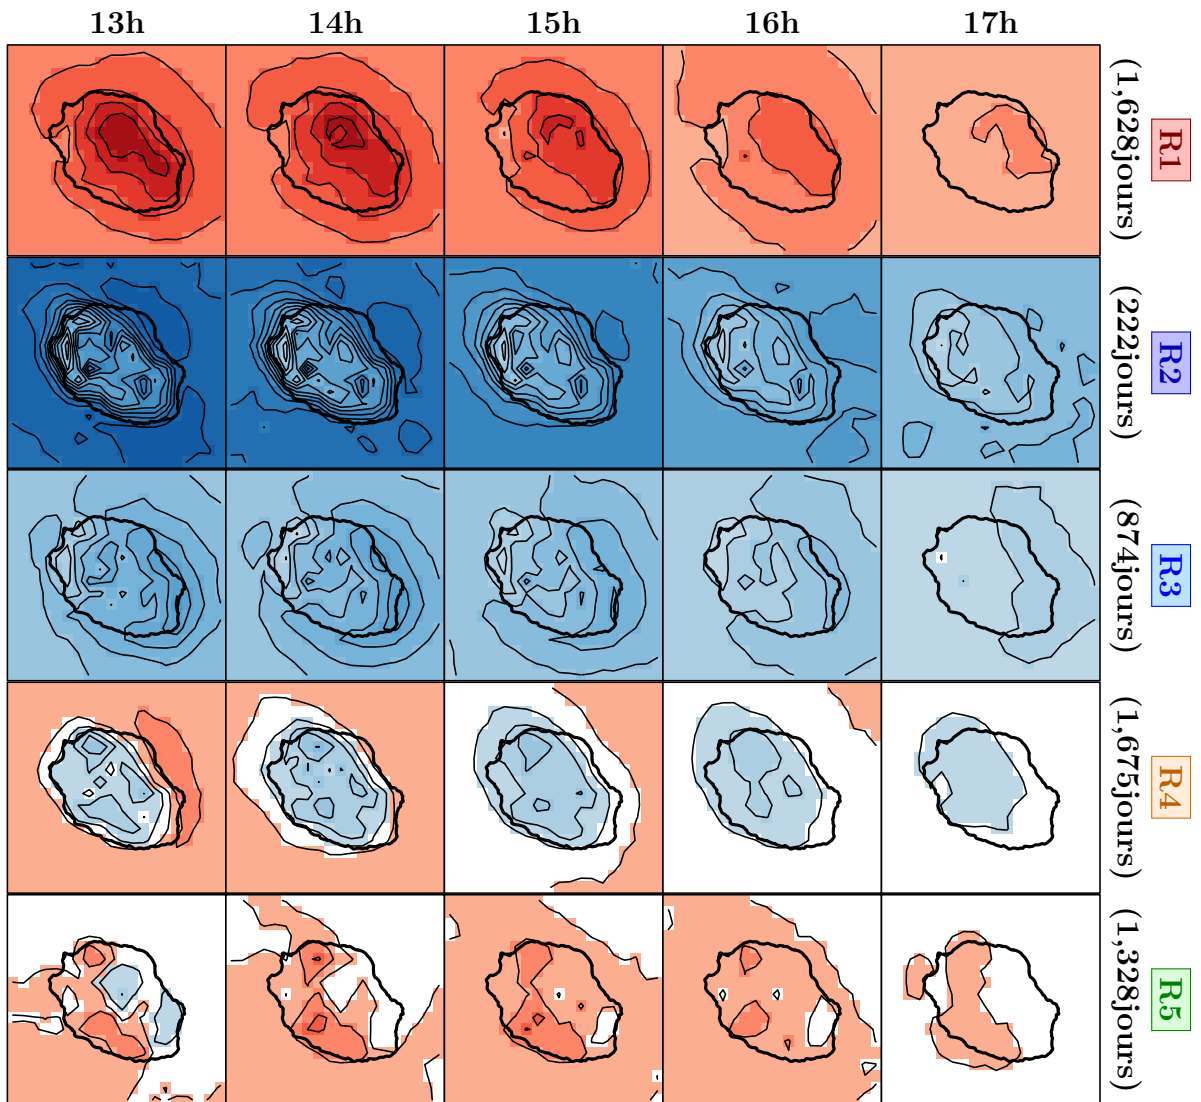 13h 14h 15h 16h 17h
R1
(1,628jours)
R2
(222jours)
R3
(874jours)
R4
(1,675jours)
R5
(1,328jours)